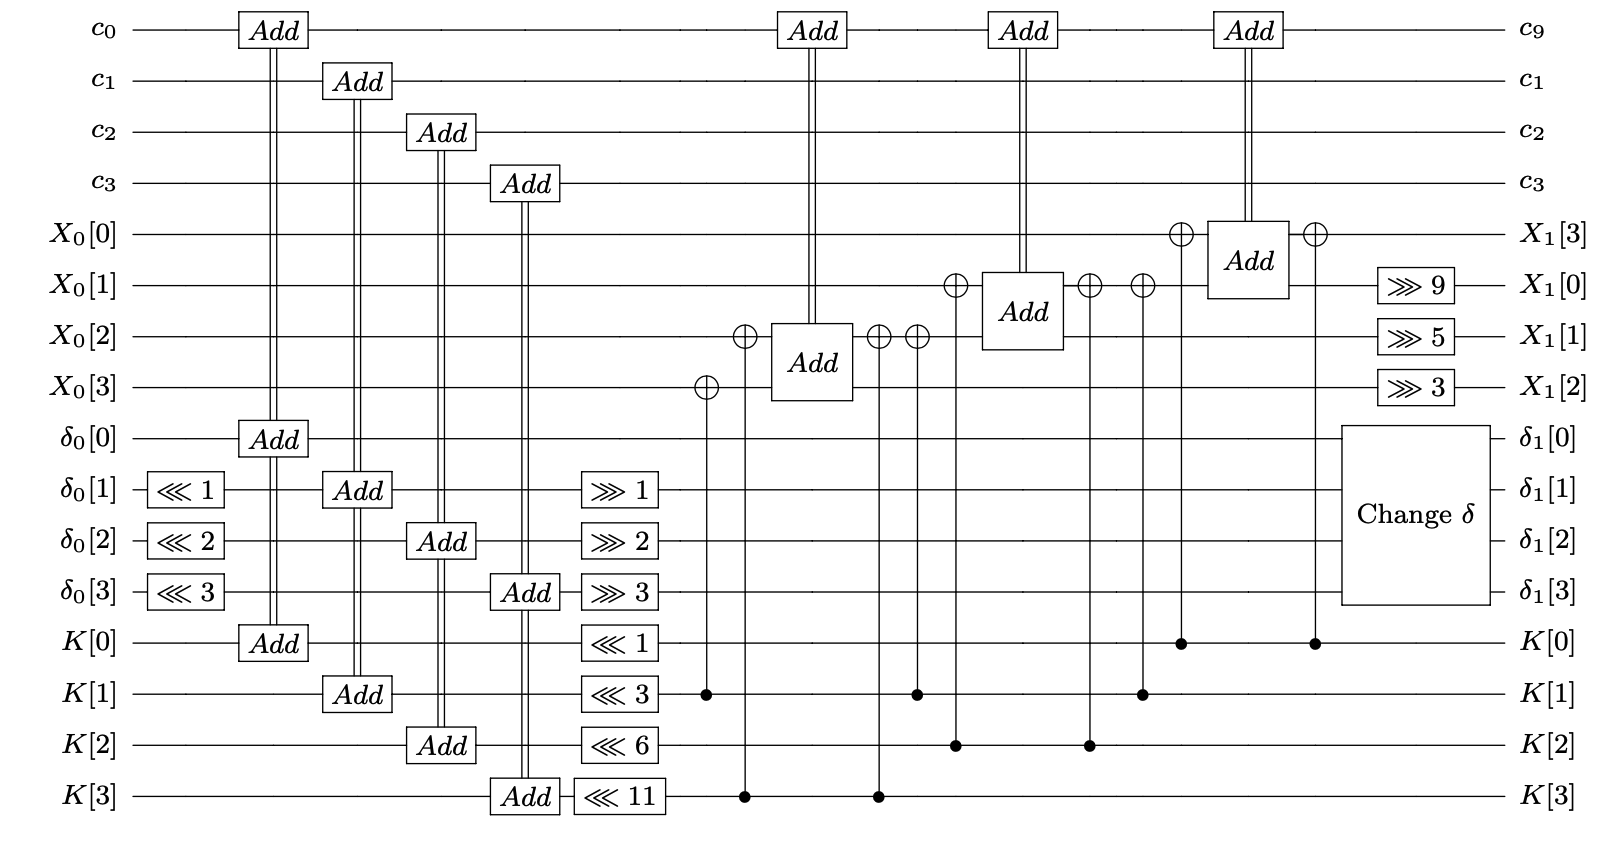 c₀ Add Add Add Add c₉
c₁ Add c₁
c₂ Add c₂
c₃ Add c₃
X₀[0] X₁[3]
Add
X₀[1] ⋙ 9 X₁[0]
Add
X₀[2] ⋙ 5 X₁[1]
Add
X₀[3] ⋙ 3 X₁[2]
δ₀[0] Add δ₁[0]
δ₀[1] ⋘ 1 Add ⋙ 1 δ₁[1]
Change δ
δ₀[2] ⋘ 2 Add ⋙ 2 δ₁[2]
δ₀[3] ⋘ 3 Add ⋙ 3 δ₁[3]
K[0] Add ⋘ 1 K[0]
K[1] Add ⋘ 3 K[1]
K[2] Add ⋘ 6 K[2]
K[3] Add ⋘ 11 K[3]